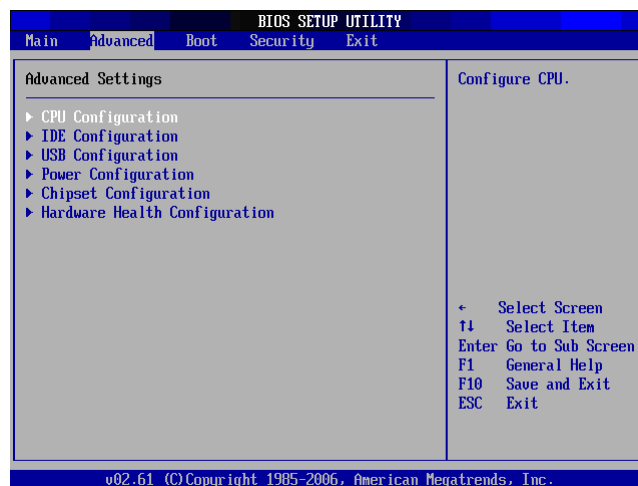 BIOS SETUP UTILITY
Main Advanced Boot Security Exit
Advanced Settings
▶ CPU Configuration
▶ IDE Configuration
▶ USB Configuration
▶ Power Configuration
▶ Chipset Configuration
▶ Hardware Health Configuration
Configure CPU.
← Select Screen
↑↓ Select Item
Enter Go to Sub Screen
F1 General Help
F10 Save and Exit
ESC Exit
v02.61 (C)Copyright 1985-2006, American Megatrends, Inc.